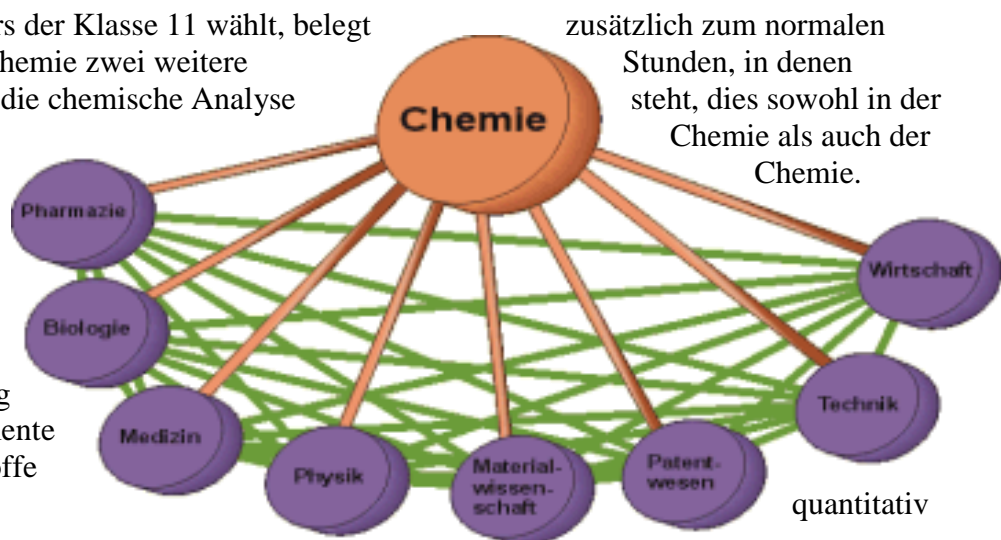 rs der Klasse 11 wählt, belegt zusätzlich zum normalen
hemie zwei weitere Stunden, in denen
die chemische Analyse steht, dies sowohl in der
Chemie als auch der
Chemie.
Chemie
Pharmazie
Wirtschaft
Biologie
Technik
Medizin
Physik
Material-
wissen-
schaft
Patent-
wesen
g
ente
offe
quantitativ